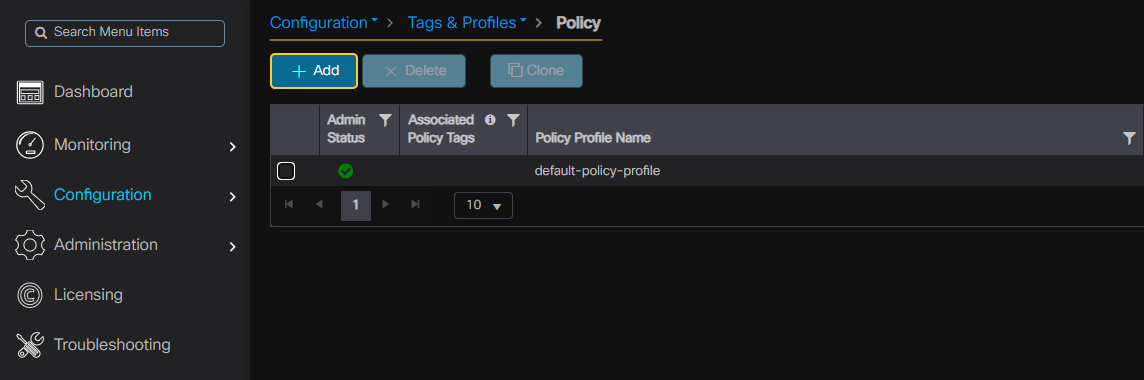 Search Menu Items
Dashboard
Monitoring
Configuration
Administration
Licensing
Troubleshooting
Configuration > Tags & Profiles > Policy
+ Add
× Delete
Clone
Admin Status
Associated Policy Tags
Policy Profile Name
default-policy-profile
1
10